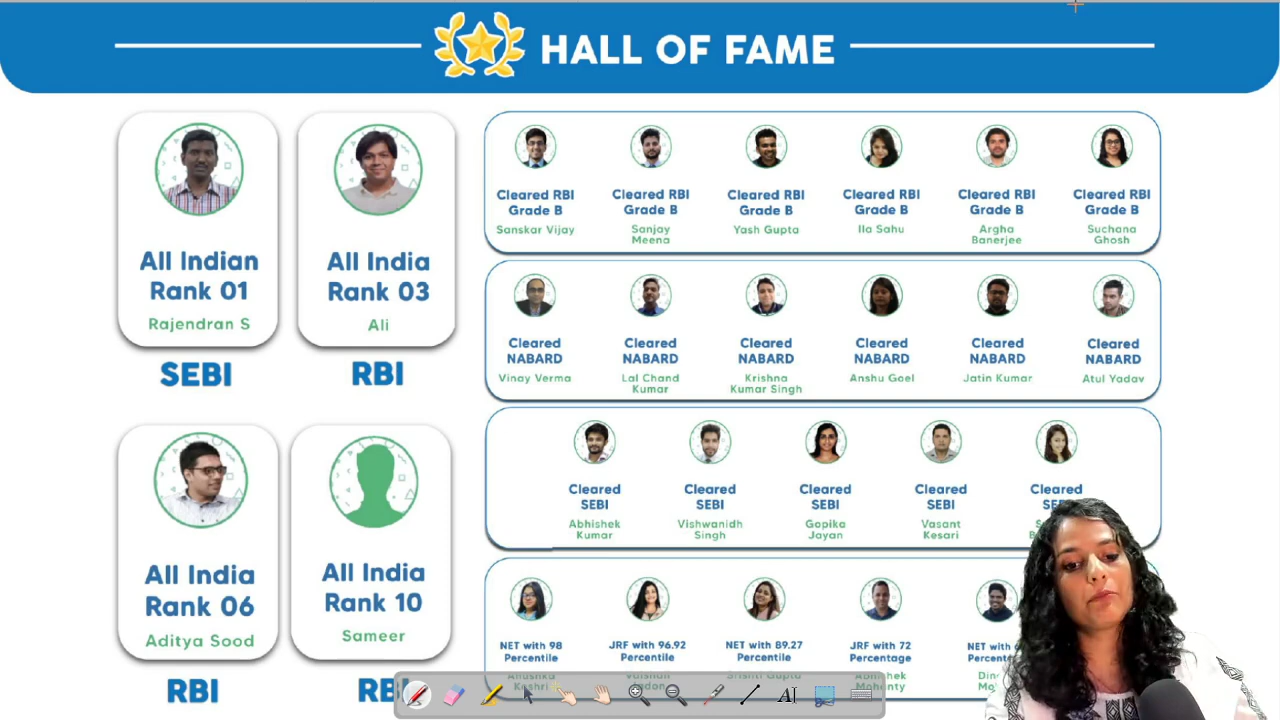 HALL OF FAME
All Indian
Rank 01
Rajendran S
SEBI
All India
Rank 03
Ali
RBI
All India
Rank 06
Aditya Sood
RBI
All India
Rank 10
Sameer
Cleared RBI
Grade B
Sanskar Vijay
Cleared RBI
Grade B
Sanjay
Meena
Cleared RBI
Grade B
Yash Gupta
Cleared RBI
Grade B
Ila Sahu
Cleared RBI
Grade B
Argha
Banerjee
Cleared RBI
Grade B
Suchana
Ghosh
Cleared
NABARD
Vinay Verma
Cleared
NABARD
Lal Chand
Kumar
Cleared
NABARD
Krishna
Kumar Singh
Cleared
NABARD
Anshu Goel
Cleared
NABARD
Jatin Kumar
Cleared
NABARD
Atul Yadav
Cleared
SEBI
Abhishek
Kumar
Cleared
SEBI
Vishwanidh
Singh
Cleared
SEBI
Gopika
Jayan
Cleared
SEBI
Vasant
Kesari
Cleared
NET with 98
Percentile
JRF with 96.92
Percentile
NET with 89.27
Percentile
JRF with 72
Percentage
NET with